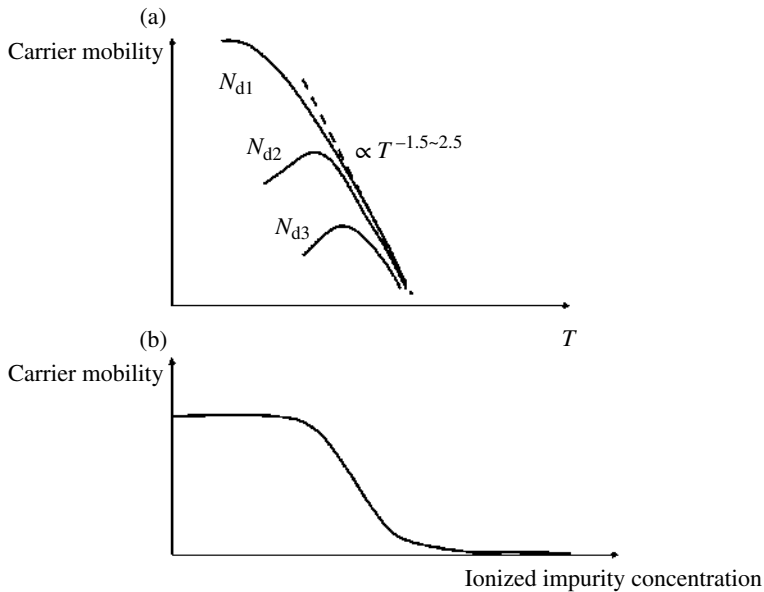 (a)
Carrier mobility
N_d1
N_d2
∝ T^−1.5~2.5
N_d3
T
(b)
Carrier mobility
Ionized impurity concentration